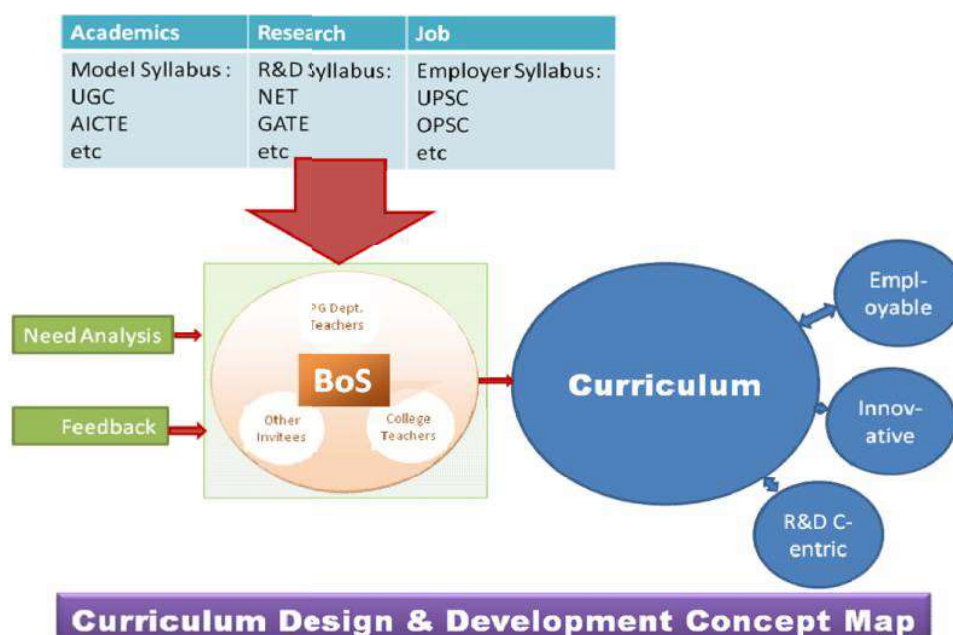 Academics
Research
Job
Model Syllabus :
UGC
AICTE
etc
R&D Syllabus:
NET
GATE
etc
Employer Syllabus:
UPSC
OPSC
etc
Need Analysis
Feedback
PG Dept.
Teachers
BoS
Other
Invitees
College
Teachers
Curriculum
Empl-
oyable
Innov-
ative
R&D C-
entric
Curriculum Design & Development Concept Map